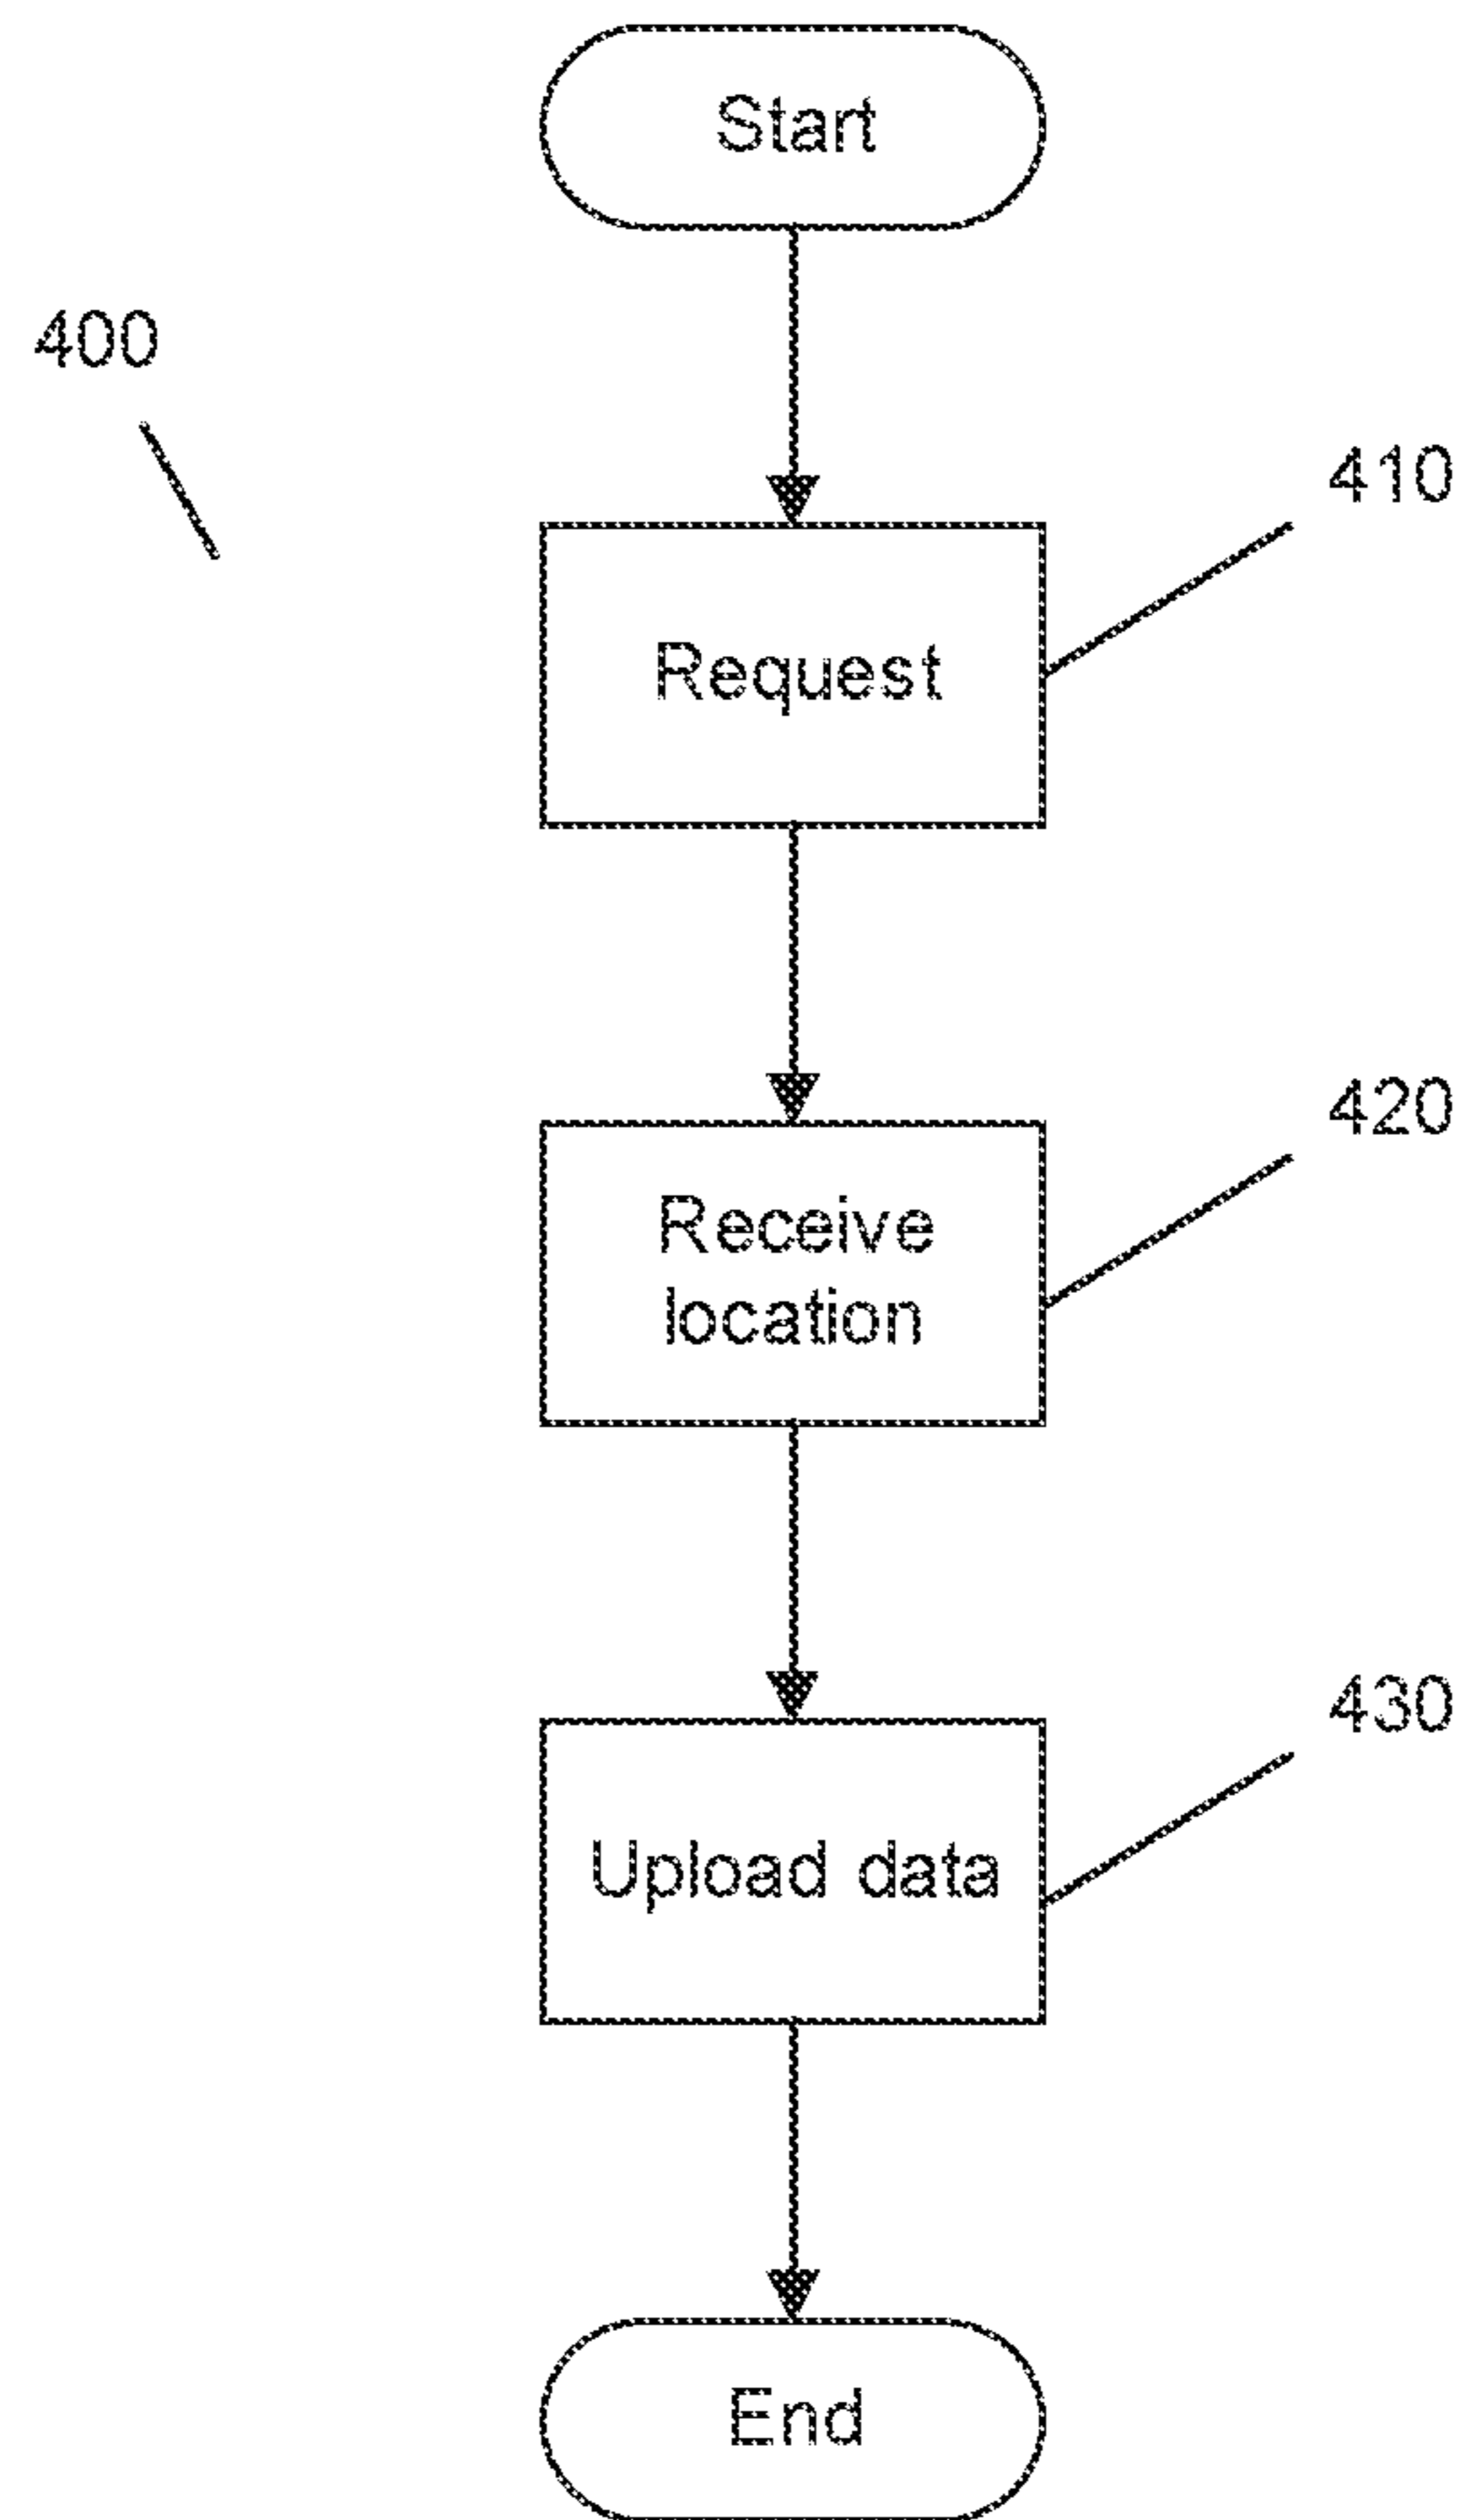 Start
400
410
Request
420
Receive
location
430
Upload data
End